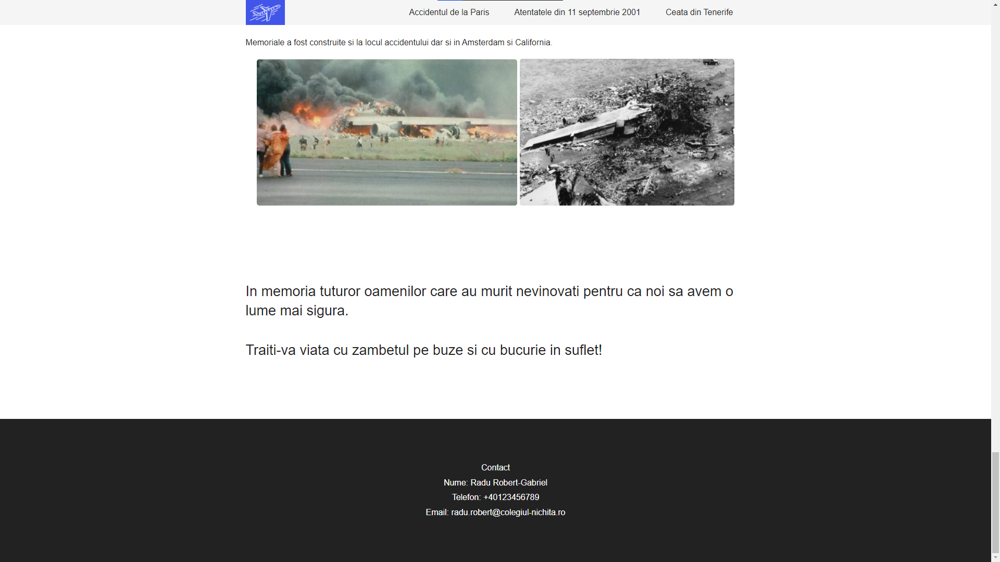 Accidentul de la Paris
Atentatele din 11 septembrie 2001
Ceata din Tenerife
Memoriale a fost construite si la locul accidentului dar si in Amsterdam si California.
In memoria tuturor oamenilor care au murit nevinovati pentru ca noi sa avem o
lume mai sigura.
Traiti-va viata cu zambetul pe buze si cu bucurie in suflet!
Contact
Nume: Radu Robert-Gabriel
Telefon: +40123456789
Email: radu.robert@colegiul-nichita.ro